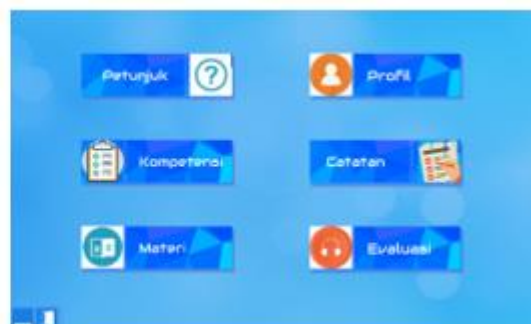 Petunjuk
Profil
Kompetensi
Catatan
Materi
Evaluasi